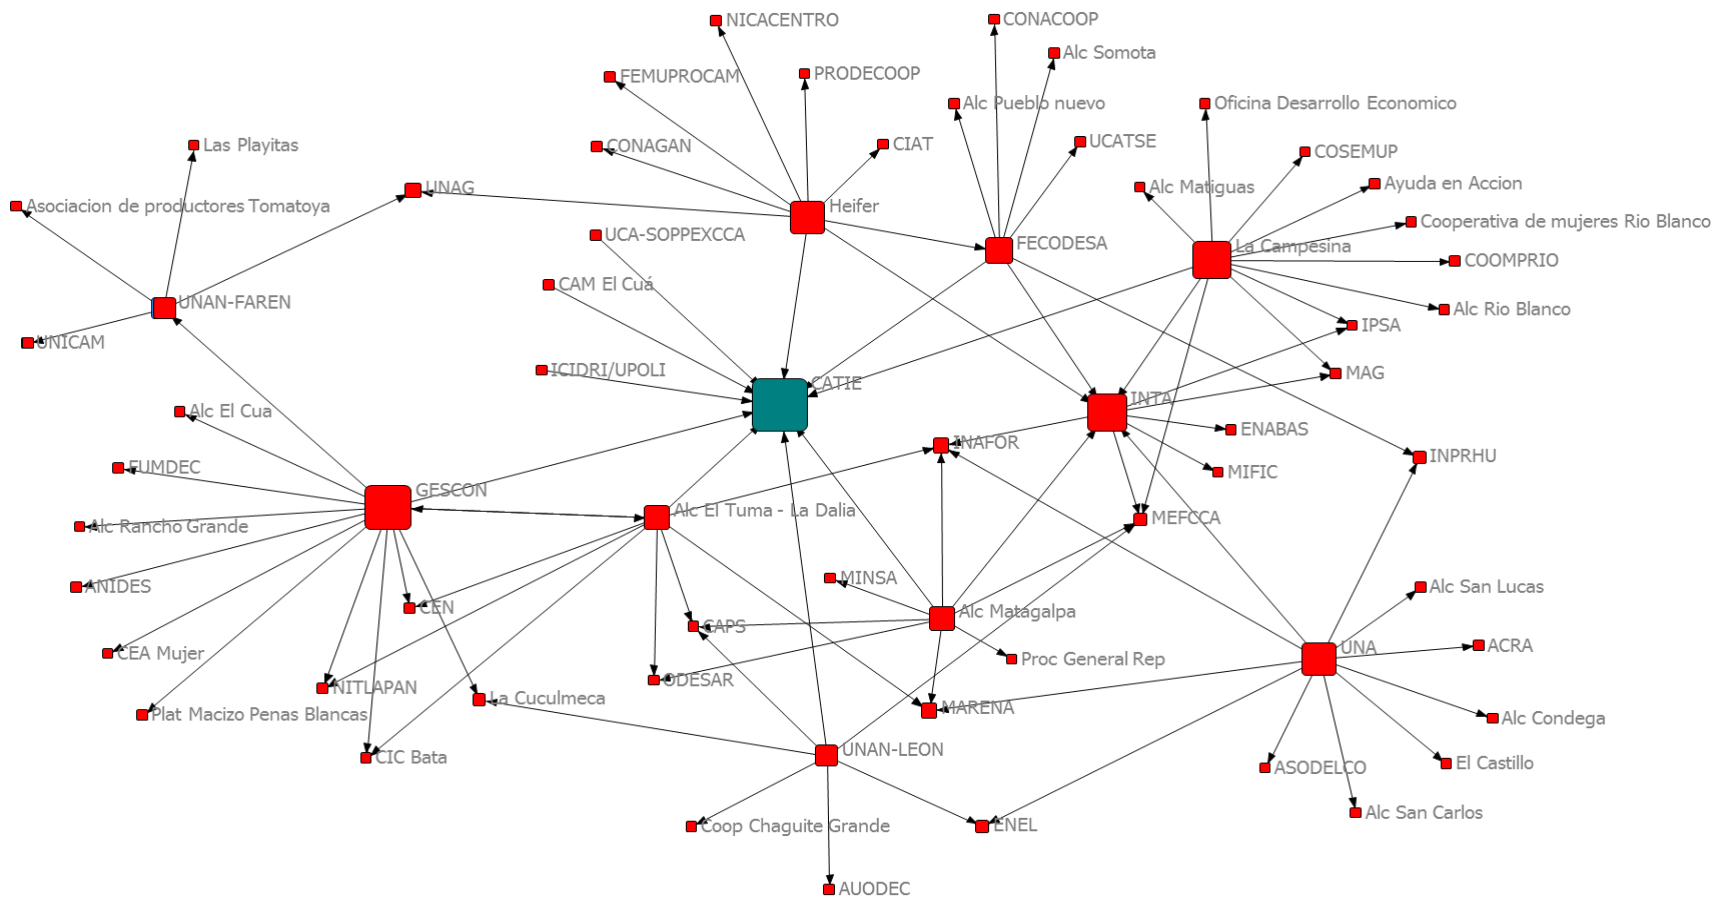 CONACOOP
NICACENTRO
Alc Somota
PRODECOOP
FEMUPROCAM
Alc Pueblo nuevo
Oficina Desarrollo Economico
UCATSE
CIAT
Las Playitas
CONAGAN
COSEMUP
Ayuda en Accion
Alc Matiguas
UNAG
Asociacion de productores Tomatoya
Heifer
Cooperativa de mujeres Rio Blanco
UCA-SOPPEXCCA
FECODESA
La Campesina
COOMPRIO
CAM El Cuá
UNAN-FAREN
Alc Rio Blanco
IPSA
UNICAM
ICIDRI/UPOLI
MAG
CATIE
INTA
Alc El Cua
ENABAS
INAFOR
INPRHU
FUMDEC
MIFIC
GESCON
Alc El Tuma - La Dalia
MEFCCA
Alc Rancho Grande
MINSA
ANIDES
Alc San Lucas
CEN
Alc Matagalpa
CAPS
ACRA
UNA
CEA Mujer
Proc General Rep
ODESAR
NITLAPAN
La Cuculmeca
MARENA
Plat Macizo Penas Blancas
Alc Condega
UNAN-LEON
CIC Bata
El Castillo
ASODELCO
Alc San Carlos
Coop Chaguite Grande
ENEL
AUODEC